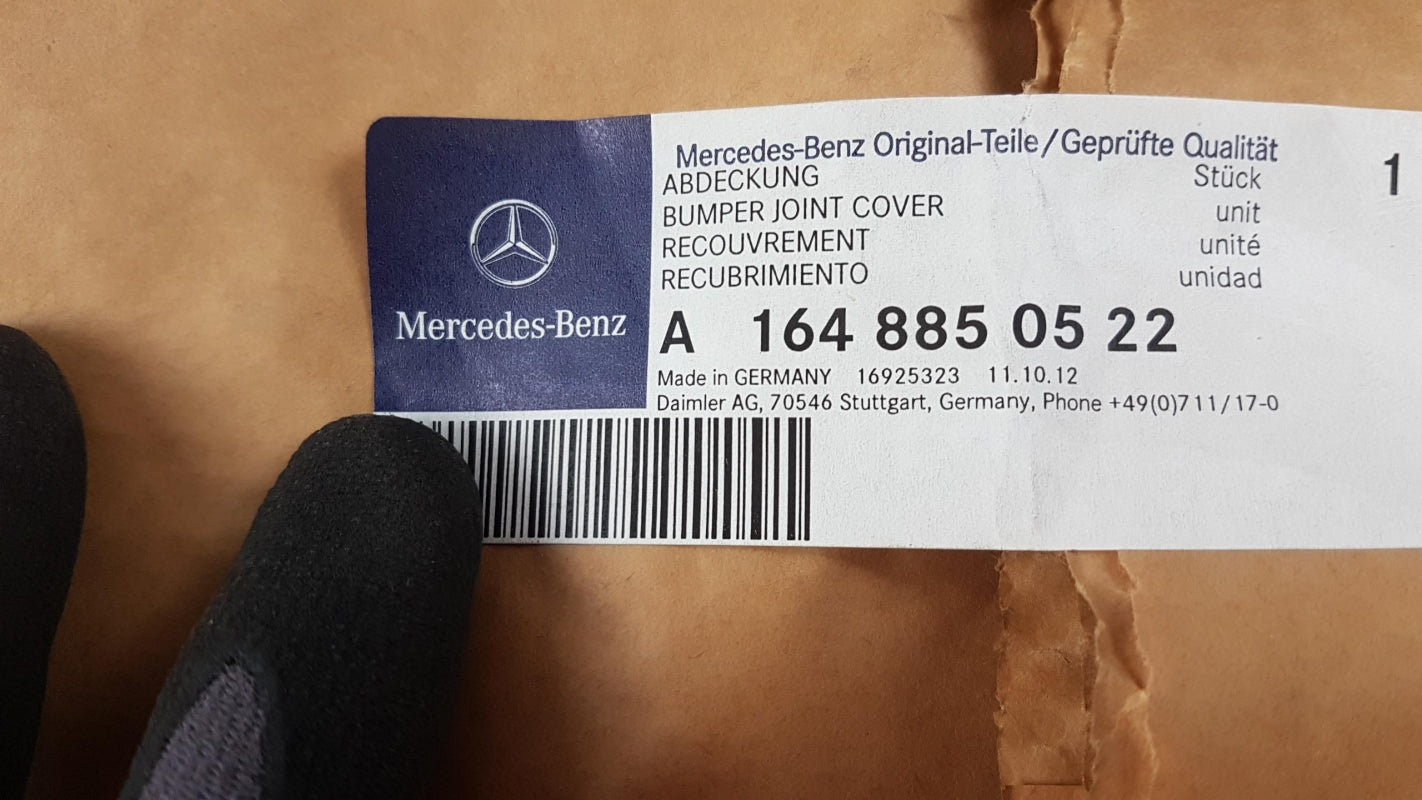 Mercedes-Benz
Mercedes-Benz Original-Teile/Geprüfte Qualität
ABDECKUNG Stück 1
BUMPER JOINT COVER unit
RECOUVREMENT unité
RECUBRIMIENTO unidad
A 164 885 05 22
Made in GERMANY 16925323 11.10.12
Daimler AG, 70546 Stuttgart, Germany, Phone +49(0)711/17-0